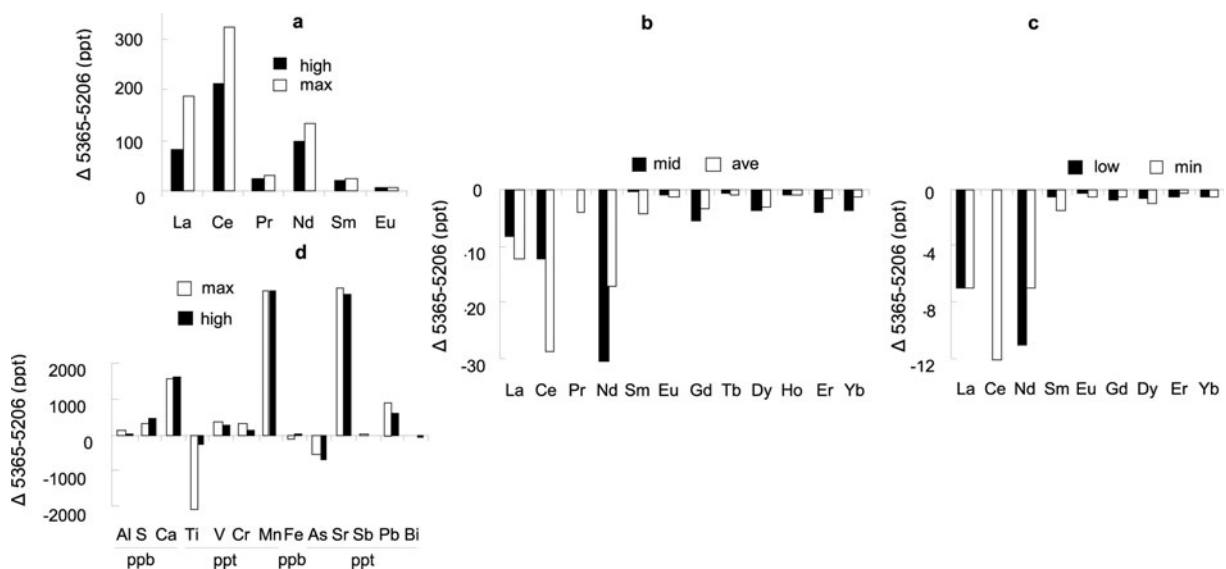 a
Δ 5365-5206 (ppt)
300
200
100
0
high
max
La Ce Pr Nd Sm Eu
b
Δ 5365-5206 (ppt)
mid ave
0
-10
-20
-30
La Ce Pr Nd Sm Eu Gd Tb Dy Ho Er Yb
c
Δ 5365-5206 (ppt)
low min
0
-4
-8
-12
La Ce Nd Sm Eu Gd Dy Er Yb
d
Δ 5365-5206 (ppt)
max
high
2000
1000
0
-1000
-2000
Al S Ca Ti V Cr Mn Fe As Sr Sb Pb Bi
ppb ppt ppb ppt